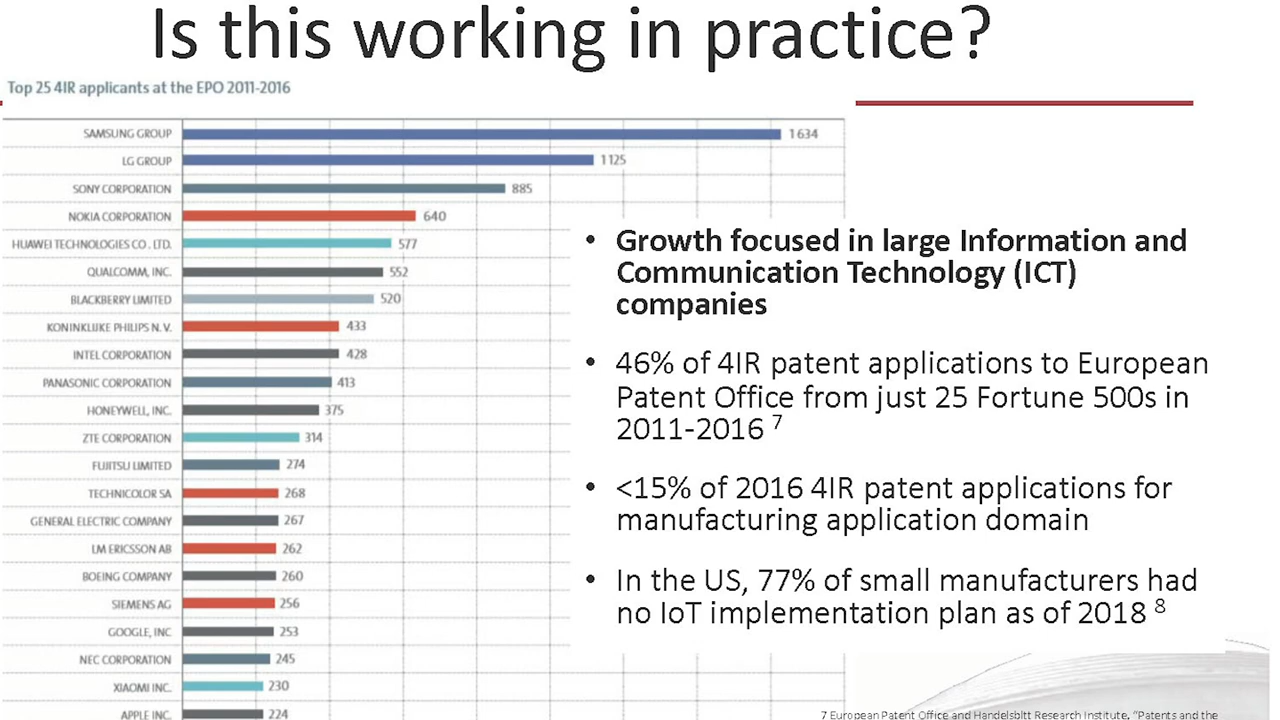 Is this working in practice?
Top 25 4IR applicants at the EPO 2011-2016
SAMSUNG GROUP 1 634
LG GROUP 1 125
SONY CORPORATION 885
NOKIA CORPORATION 640
HUAWEI TECHNOLOGIES CO. LTD. 577
QUALCOMM, INC. 552
BLACKBERRY LIMITED 520
KONINKLIJKE PHILIPS N. V. 433
INTEL CORPORATION 428
PANASONIC CORPORATION 413
HONEYWELL, INC. 375
ZTE CORPORATION 314
FUJITSU LIMITED 274
TECHNICOLOR SA 268
GENERAL ELECTRIC COMPANY 267
LM ERICSSON AB 262
BOEING COMPANY 260
SIEMENS AG 256
GOOGLE, INC 253
NEC CORPORATION 245
XIAOMI INC. 230
APPLE INC. 224
• Growth focused in large Information and
Communication Technology (ICT)
companies
• 46% of 4IR patent applications to European
Patent Office from just 25 Fortune 500s in
2011-2016 7
• <15% of 2016 4IR patent applications for
manufacturing application domain
• In the US, 77% of small manufacturers had
no IoT implementation plan as of 2018 8
7 European Patent Office and Handelsbltt Research Institute, "Patents and the